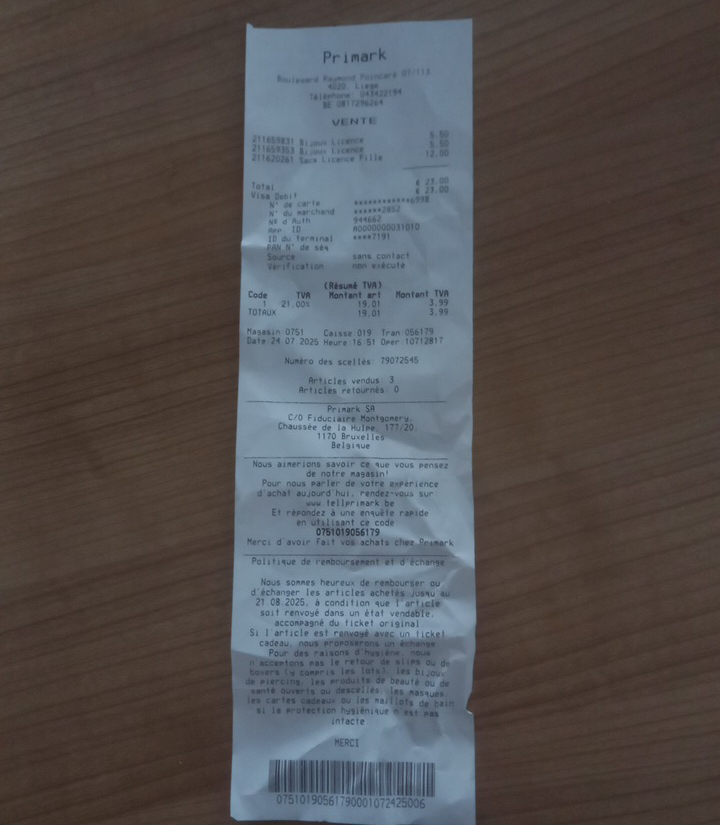 Primark
Boulevard Raymond Poincaré 07/113
4020, Liege
Téléphone: 043422194
BE 0817296264
VENTE
211659831 Bijoux Licence 5.50
211659353 Bijoux Licence 5.50
211620261 Sacs Licence Fille 12.00
Total € 23.00
Visa Debit € 23.00
N° de carte ************6998
N° du marchand ******2852
N° d'Auth 944662
App. ID A0000000031010
ID du terminal ****7191
PAN N° de séq
Source sans contact
Vérification non exécuté
(Résumé TVA)
Code TVA Montant art Montant TVA
1 21.00% 19.01 3.99
TOTAUX 19.01 3.99
Magasin 0751 Caisse 019 Tran 056179
Date 24.07.2025 Heure 16:51 Oper 10712817
Numéro des scellés: 79072545
Articles vendus: 3
Articles retournés: 0
Primark SA
C/O Fiduciaire Montgomery,
Chaussée de la Hulpe, 177/20,
1170 Bruxelles
Belgique
Nous aimerions savoir ce que vous pensez
de notre magasin!
Pour nous parler de votre expérience
d'achat aujourd'hui, rendez-vous sur
www.tellprimark.be
Et répondez à une enquête rapide
en utilisant ce code
0751019056179
Merci d'avoir fait vos achats chez Primark
Politique de remboursement et d'échange
Nous sommes heureux de rembourser ou
d'échanger les articles achetés jusqu'au
21.08.2025, à condition que l'article
soit renvoyé dans un état vendable,
accompagné du ticket original.
Si l'article est renvoyé avec un ticket
cadeau, nous proposerons un échange
Pour des raisons d'hygiène, nous
n'acceptons pas le retour de slips ou de
boxers (y compris les lots), les bijoux
de piercing, les produits de beauté ou de
santé ouverts ou descellés, les masques,
les cartes cadeaux ou les maillots de bain
si la protection hygiénique n'est pas
intacte
MERCI
07510190561790001072425006